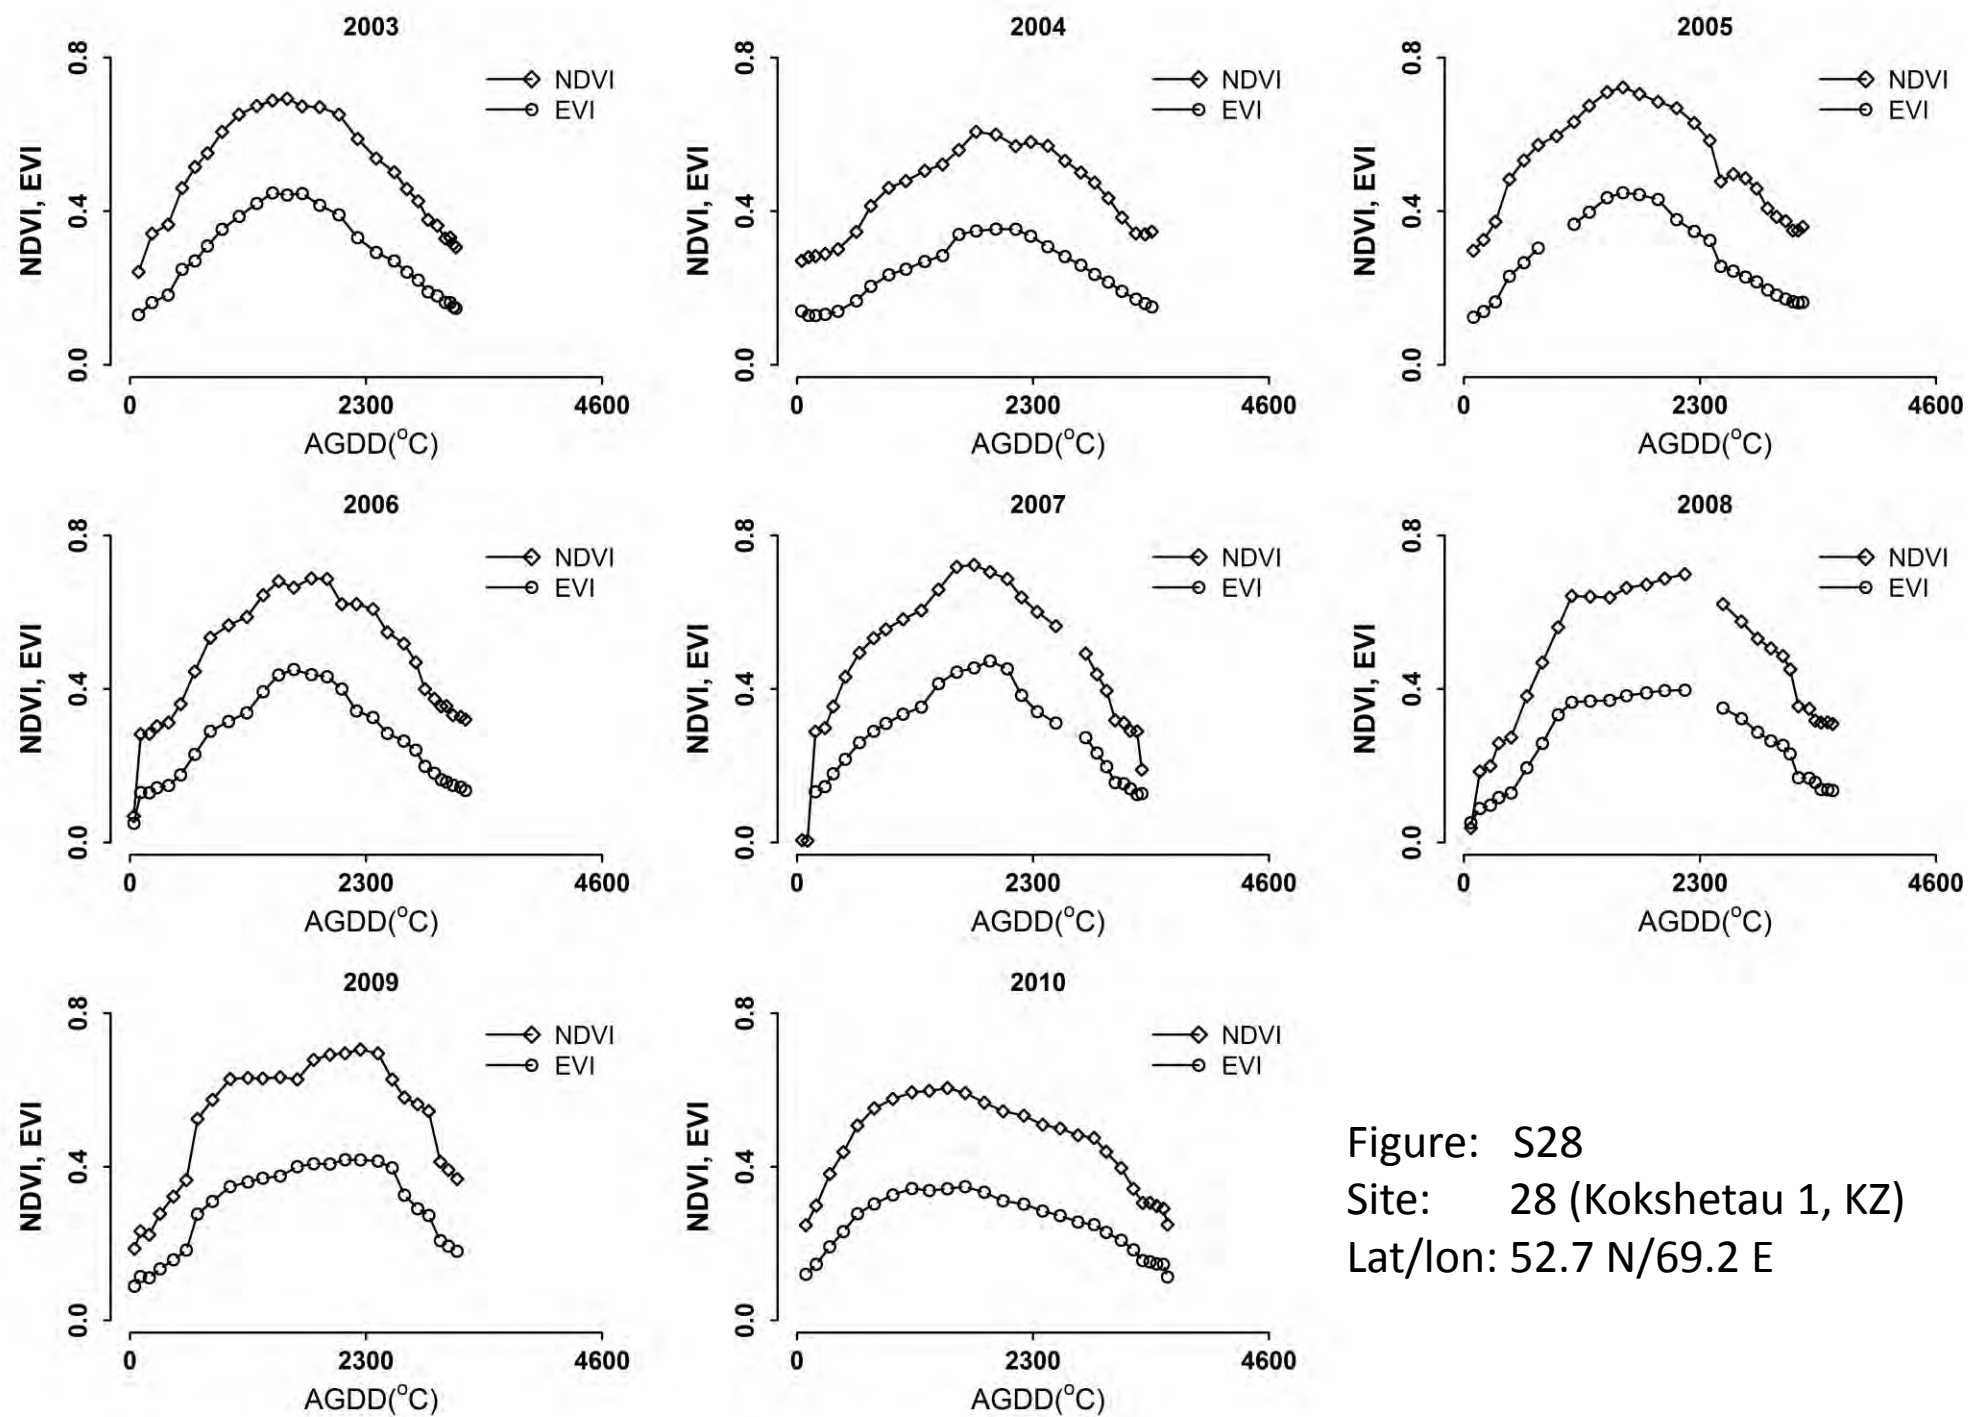 2003
0.8
NDVI
EVI
0.4
NDVI, EVI
0.0
0 2300 4600
AGDD(°C)
2004
0.8
NDVI
EVI
0.4
NDVI, EVI
0.0
0 2300 4600
AGDD(°C)
2005
0.8
NDVI
EVI
0.4
NDVI, EVI
0.0
0 2300 4600
AGDD(°C)
2006
0.8
NDVI
EVI
0.4
NDVI, EVI
0.0
0 2300 4600
AGDD(°C)
2007
0.8
NDVI
EVI
0.4
NDVI, EVI
0.0
0 2300 4600
AGDD(°C)
2008
0.8
NDVI
EVI
0.4
NDVI, EVI
0.0
0 2300 4600
AGDD(°C)
2009
0.8
NDVI
EVI
0.4
NDVI, EVI
0.0
0 2300 4600
AGDD(°C)
2010
0.8
NDVI
EVI
0.4
NDVI, EVI
0.0
0 2300 4600
AGDD(°C)
Figure: S28
Site: 28 (Kokshetau 1, KZ)
Lat/lon: 52.7 N/69.2 E